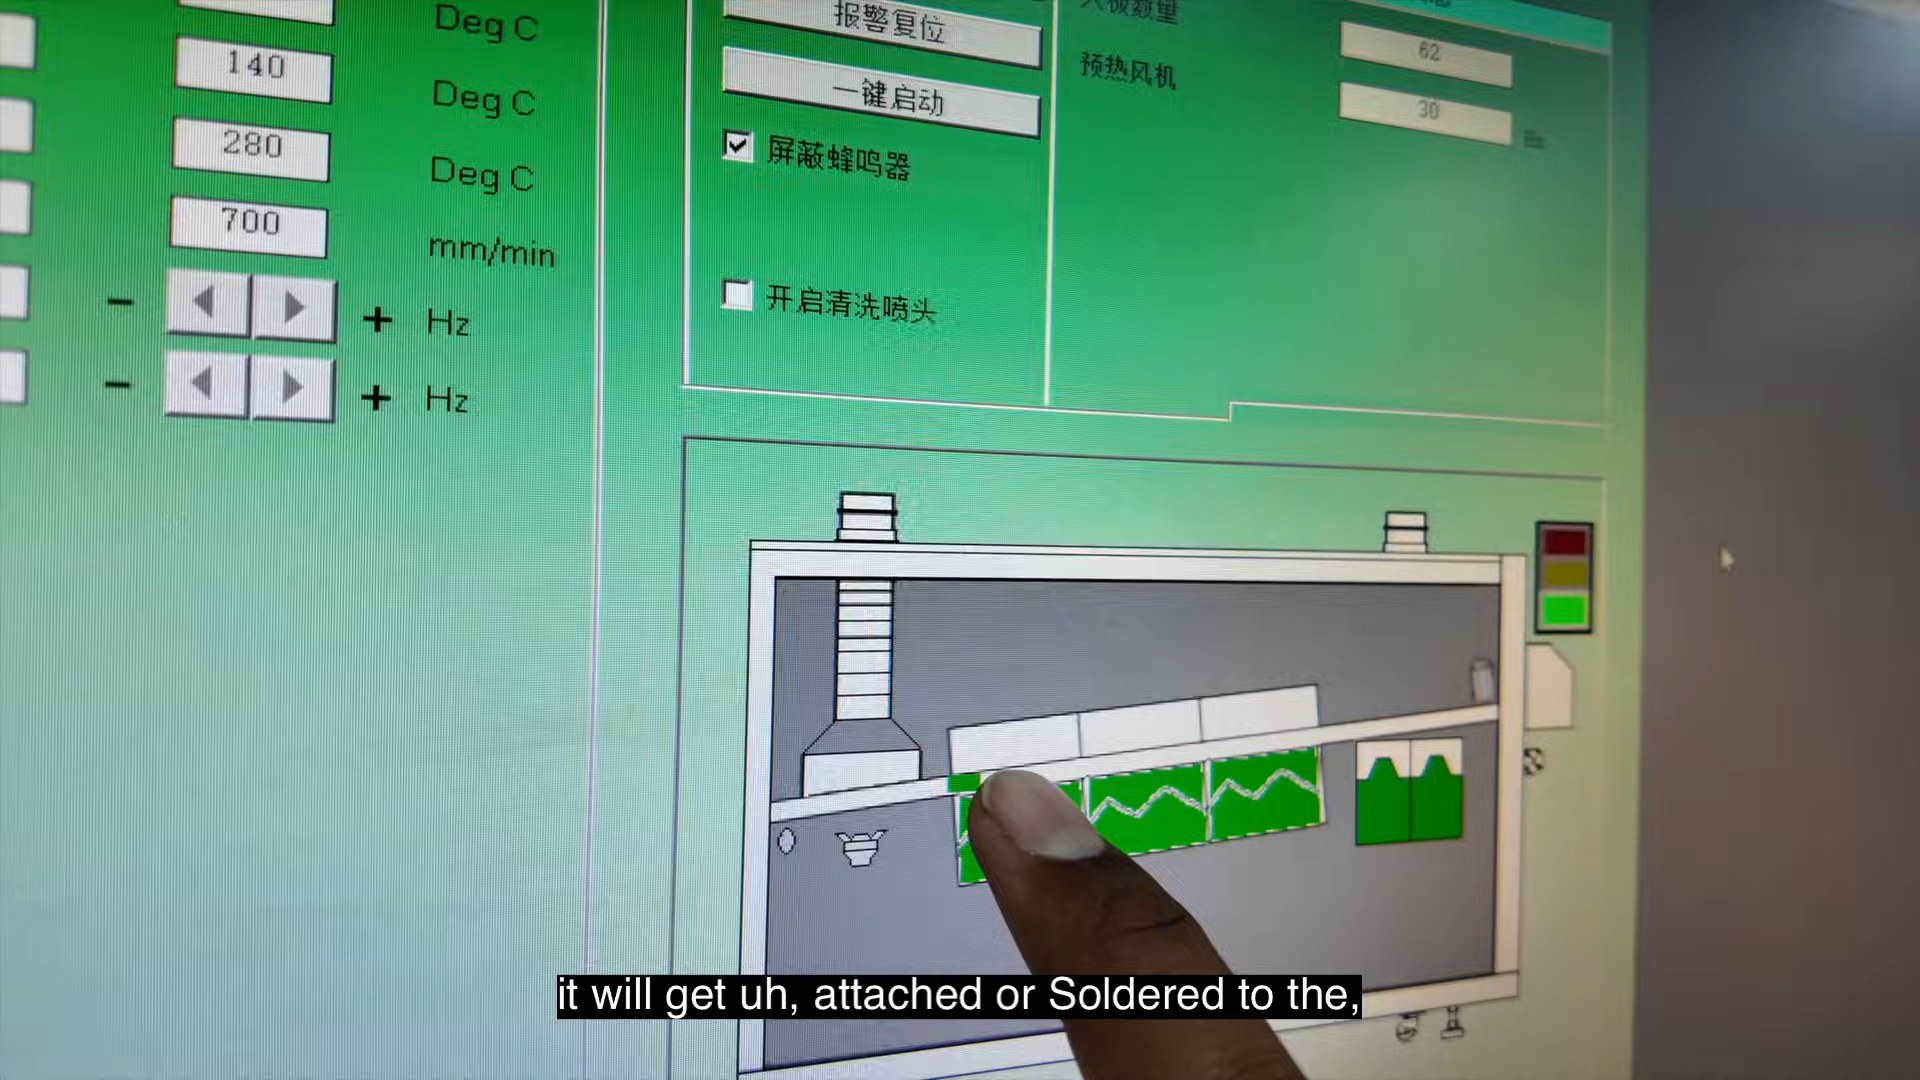 Deg C
140
Deg C
280
Deg C
700
mm/min
- + Hz
- + Hz
报警复位
一键启动
屏蔽蜂鸣器
开启清洗喷头
62
预热风机
30
it will get uh, attached or Soldered to the,